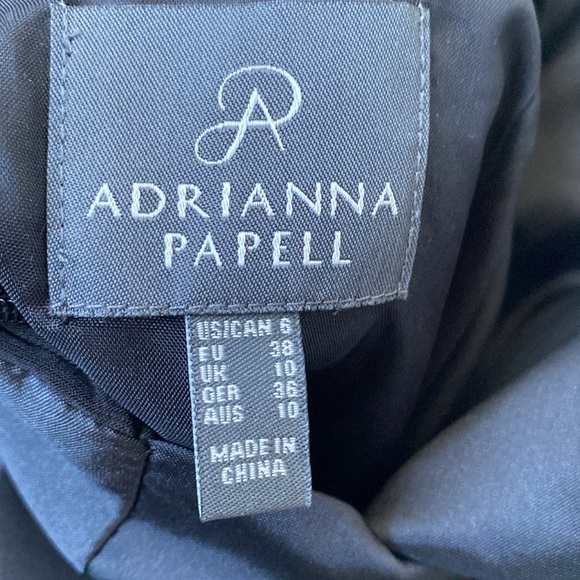 AP
ADRIANNA
PAPELL
US|CAN 6
EU 38
UK 10
GER 36
AUS 10
MADE IN
CHINA